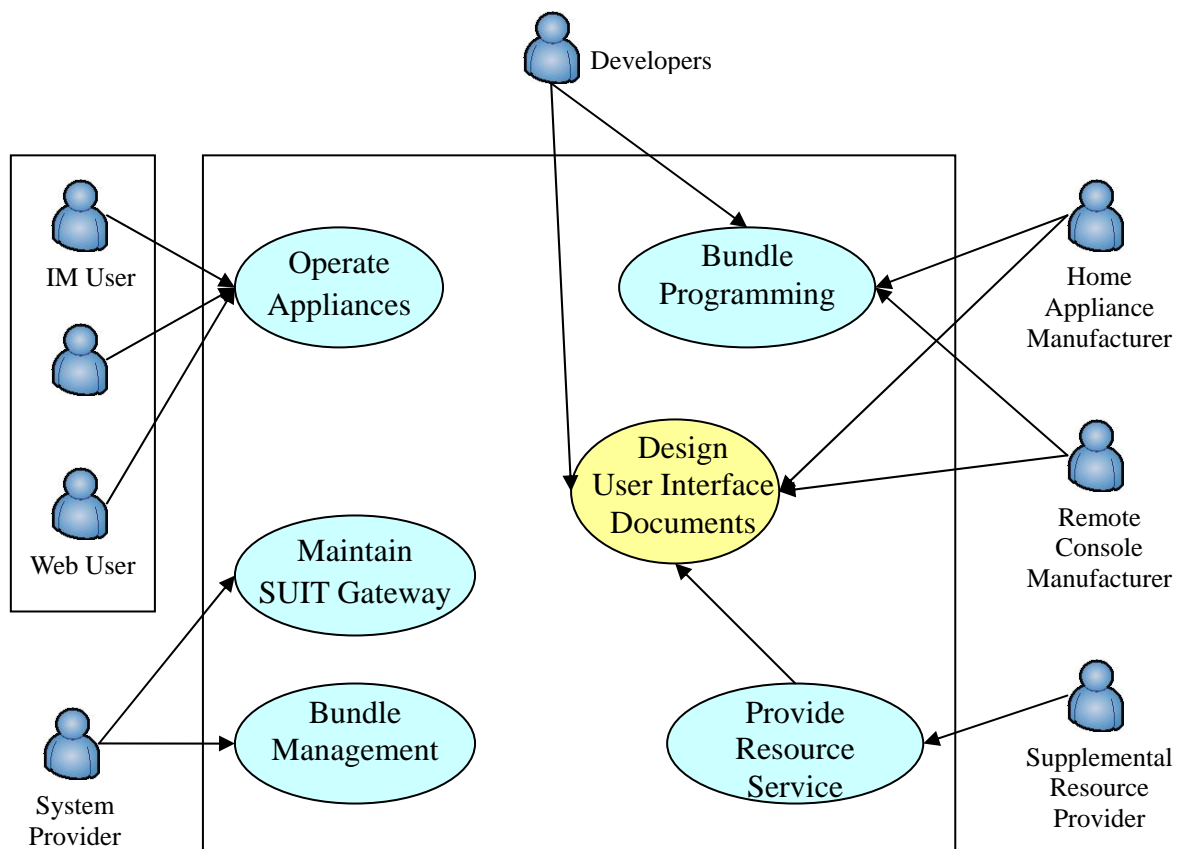 Developers
IM User
Operate
Appliances
Bundle
Programming
Home
Appliance
Manufacturer
Design
User Interface
Documents
Web User
Maintain
SUIT Gateway
Remote
Console
Manufacturer
Bundle
Management
Provide
Resource
Service
System
Provider
Supplemental
Resource
Provider